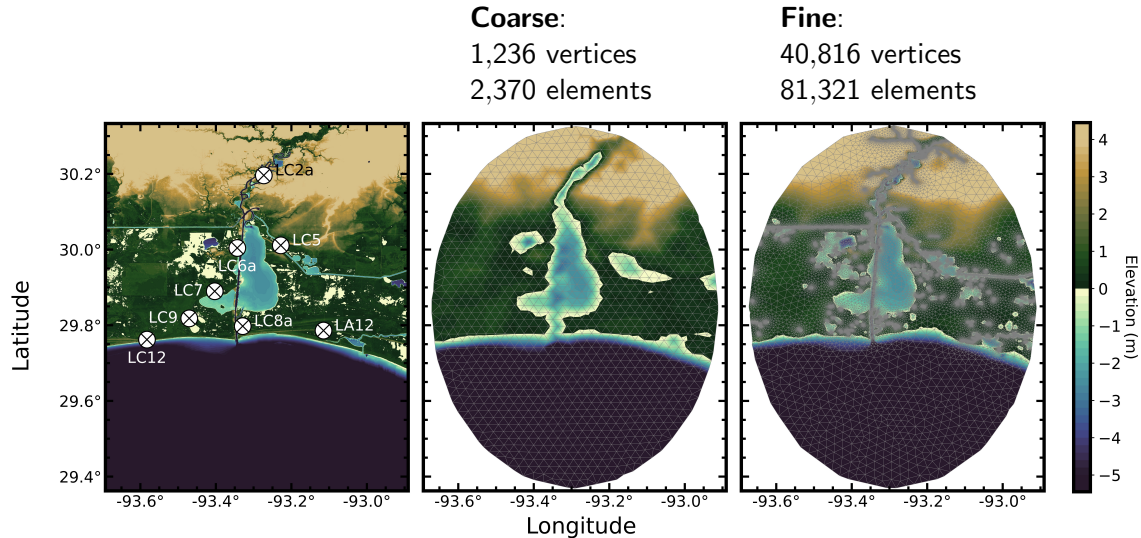 Coarse:
1,236 vertices
2,370 elements
Fine:
40,816 vertices
81,321 elements
Latitude
30.2°
30.0°
29.8°
29.6°
29.4°
LC2a
LC5
LC6a
LC7
LC9
LC8a
LA12
LC12
-93.6° -93.4° -93.2° -93.0°
-93.6° -93.4° -93.2° -93.0°
-93.6° -93.4° -93.2° -93.0°
Longitude
4
3
2
1
0
−1
−2
−3
−4
−5
Elevation (m)